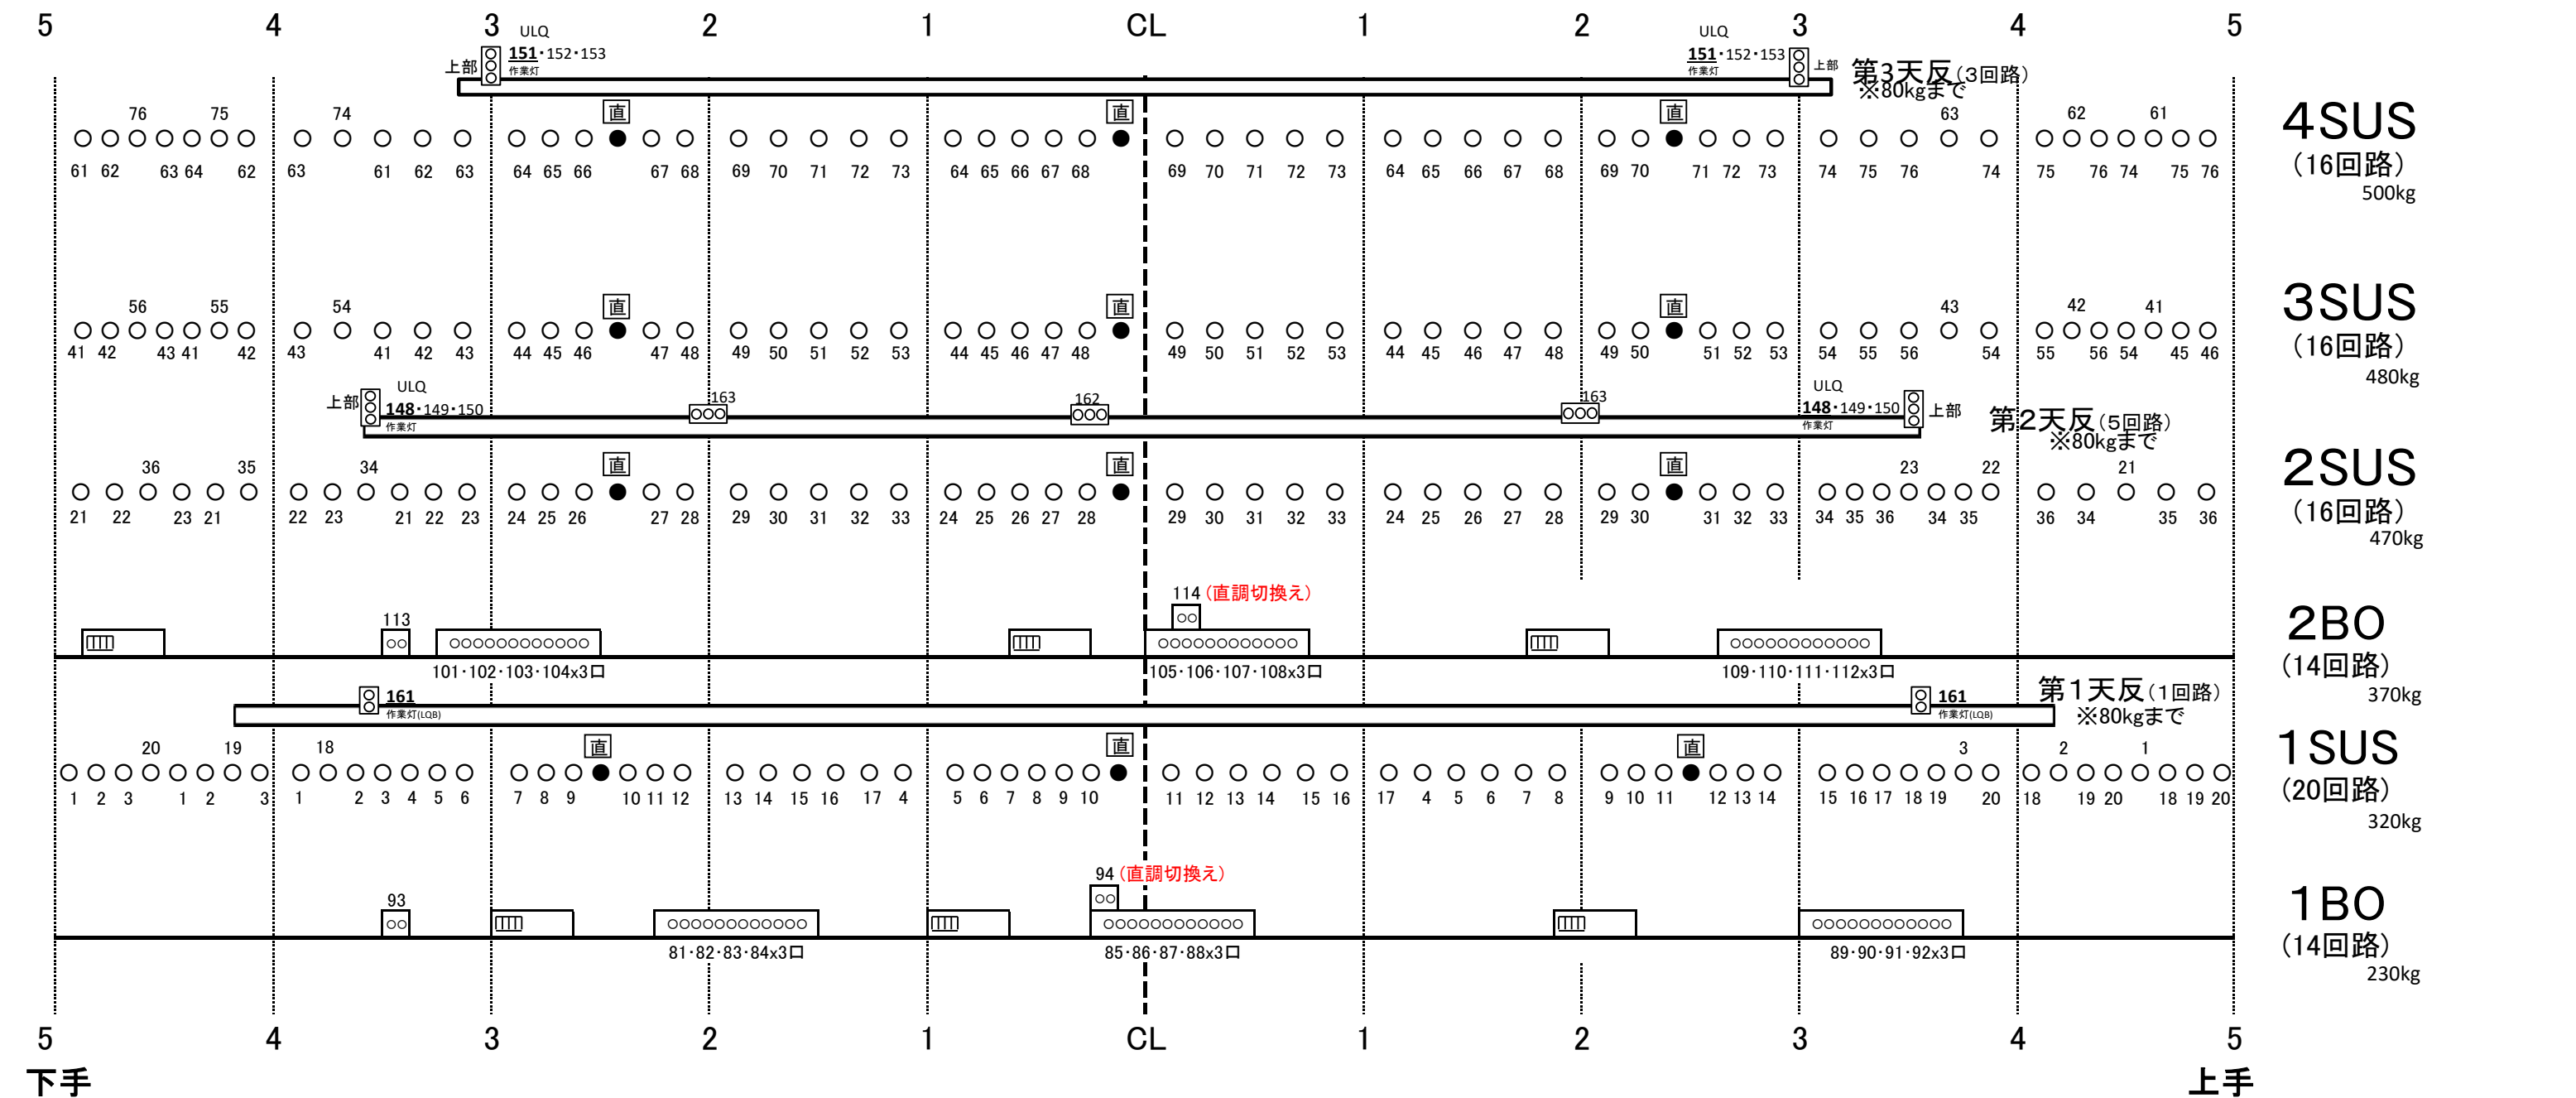 5 4 3 2 1 CL 1 2 3 4 5
ULQ ULQ
上部 151・152・153 151・152・153 上部 第3天反(3回路)
作業灯 作業灯 ※80kgまで
76 75 74 直 直 直 63 62 61
4SUS
61 62 63 64 62 63 61 62 63 64 65 66 67 68 69 70 71 72 73 64 65 66 67 68 69 70 71 72 73 64 65 66 67 68 69 70 71 72 73 74 75 76 74 75 76 74 75 76
(16回路)
500kg
56 55 54 直 直 直 43 42 41
3SUS
41 42 43 41 42 43 41 42 43 44 45 46 47 48 49 50 51 52 53 44 45 46 47 48 49 50 51 52 53 44 45 46 47 48 49 50 51 52 53 54 55 56 54 55 56 54 45 46
(16回路)
480kg
ULQ ULQ
上部 148・149・150 163 162 163 148・149・150 上部 第2天反(5回路)
作業灯 作業灯 ※80kgまで
36 35 34 直 直 直 23 22 21
2SUS
21 22 23 21 22 23 21 22 23 24 25 26 27 28 29 30 31 32 33 24 25 26 27 28 29 30 31 32 33 24 25 26 27 28 29 30 31 32 33 34 35 36 34 35 36 34 35 36
(16回路)
470kg
114 (直調切換え)
113
2BO
101・102・103・104x3口 105・106・107・108x3口 109・110・111・112x3口
(14回路)
370kg
161 161 第1天反(1回路)
作業灯(LQB) 作業灯(LQB) ※80kgまで
20 19 18 直 直 直 3 2 1
1SUS
1 2 3 1 2 3 1 2 3 4 5 6 7 8 9 10 11 12 13 14 15 16 17 4 5 6 7 8 9 10 11 12 13 14 15 16 17 4 5 6 7 8 9 10 11 12 13 14 15 16 17 18 19 20 18 19 20 18 19 20
(20回路)
320kg
94 (直調切換え)
93
1BO
81・82・83・84x3口 85・86・87・88x3口 89・90・91・92x3口
(14回路)
230kg
5 4 3 2 1 CL 1 2 3 4 5
下手 上手